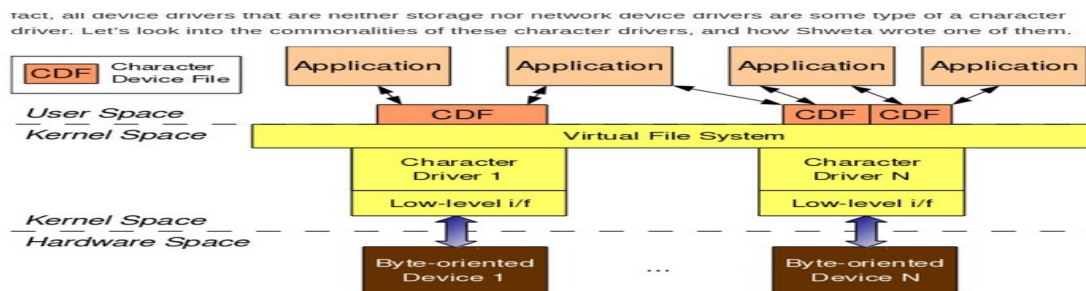 fact, all device drivers that are neither storage nor network device drivers are some type of a character
driver. Let's look into the commonalities of these character drivers, and how Shweta wrote one of them.
CDF Character Device File
Application Application Application Application
User Space
CDF CDF CDF
Kernel Space
Virtual File System
Character Character
Driver 1 Driver N
Low-level i/f Low-level i/f
Kernel Space
Hardware Space
Byte-oriented Byte-oriented
Device 1 ... Device N